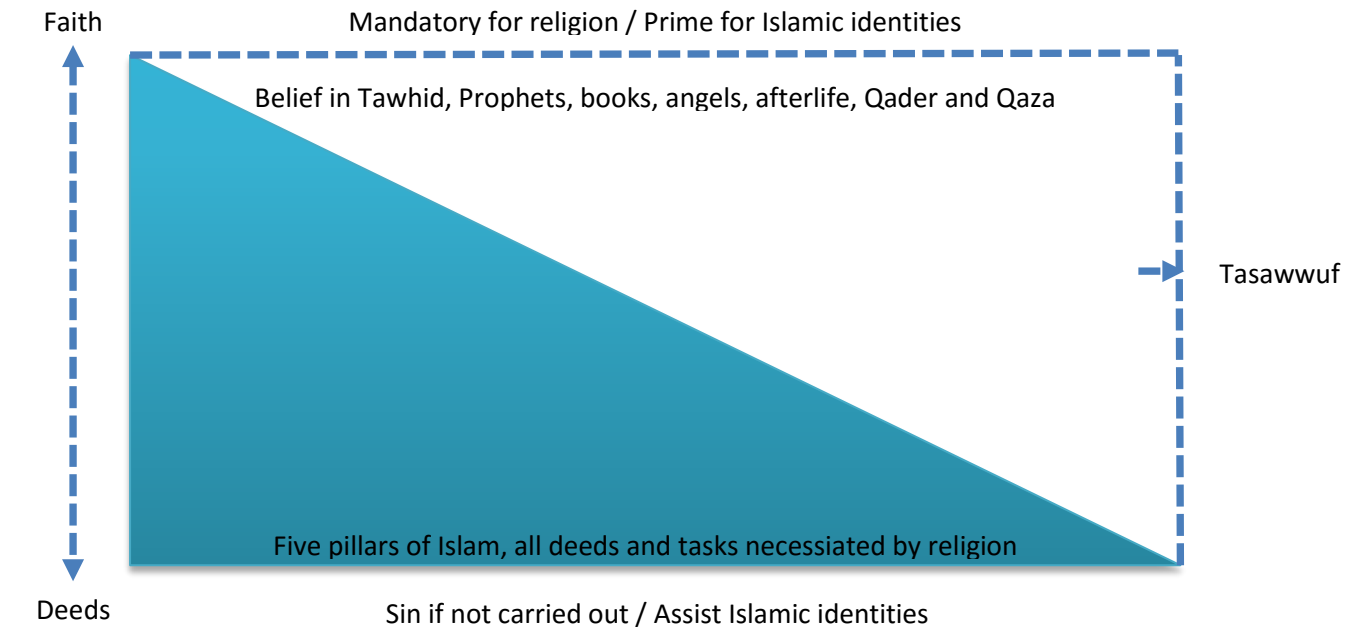 Faith
Mandatory for religion / Prime for Islamic identities
Belief in Tawhid, Prophets, books, angels, afterlife, Qader and Qaza
Tasawwuf
Five pillars of Islam, all deeds and tasks necessiated by religion
Deeds
Sin if not carried out / Assist Islamic identities